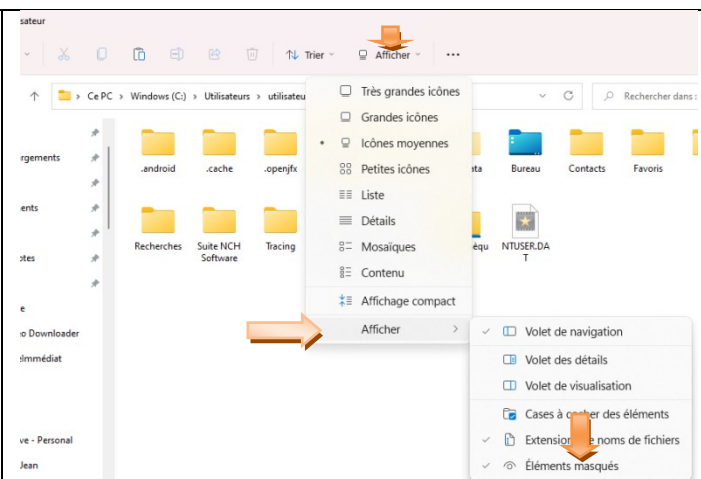 sateur
Trier
Afficher
Ce PC > Windows (C:) > Utilisateurs > utilisateu
Rechercher dans :
rgements
ents
otes
e
o Downloader
elmmédiat
ve - Personal
Jean
.android
.cache
.openjfx
ata
Bureau
Contacts
Favoris
Recherches
Suite NCH
Software
Tracing
équ
NTUSER.DA
T
Très grandes icônes
Grandes icônes
Icônes moyennes
Petites icônes
Liste
Détails
Mosaïques
Contenu
Affichage compact
Afficher
Volet de navigation
Volet des détails
Volet de visualisation
Cases à cocher des éléments
Extension de noms de fichiers
Éléments masqués